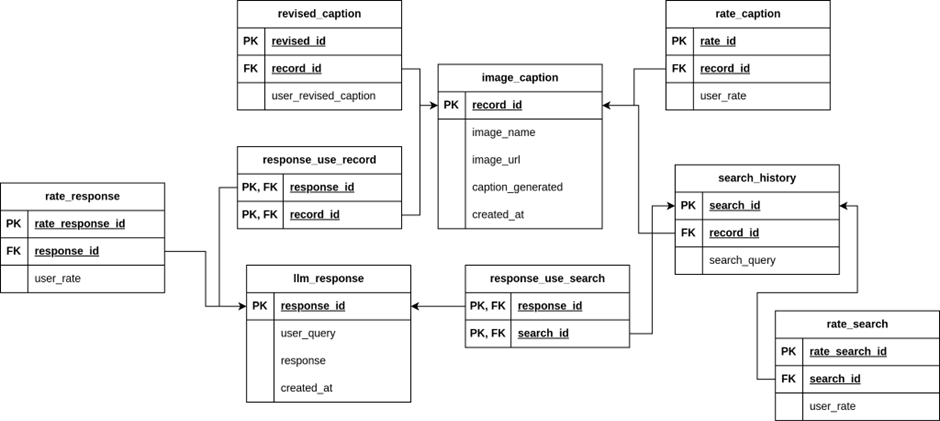 revised_caption
PK revised_id
FK record_id
user_revised_caption
rate_caption
PK rate_id
FK record_id
user_rate
image_caption
PK record_id
image_name
image_url
caption_generated
created_at
response_use_record
PK, FK response_id
PK, FK record_id
search_history
PK search_id
FK record_id
search_query
rate_response
PK rate_response_id
FK response_id
user_rate
llm_response
PK response_id
user_query
response
created_at
response_use_search
PK, FK response_id
PK, FK search_id
rate_search
PK rate_search_id
FK search_id
user_rate